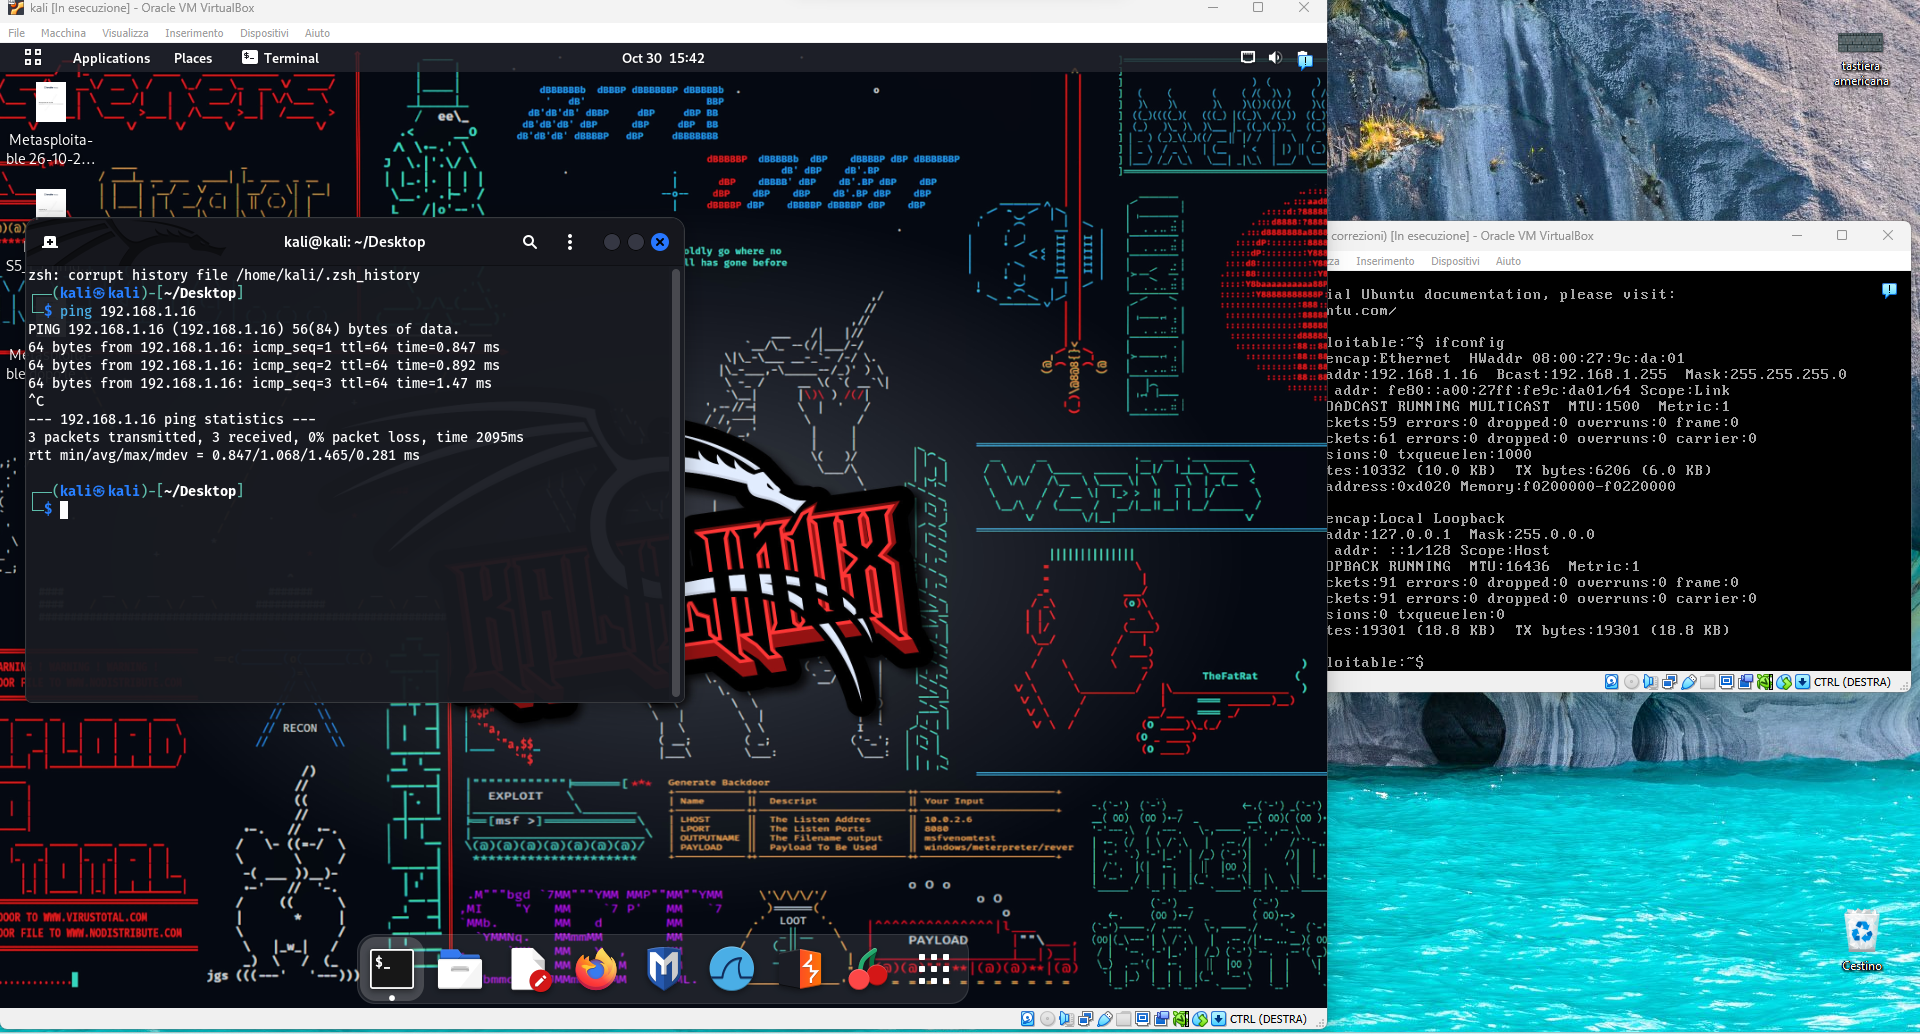 kali [In esecuzione] - Oracle VM VirtualBox
File Macchina Visualizza Inserimento Dispositivi Aiuto
Applications Places Terminal
Oct 30 15:42
Metasploita-
ble 26-10-2...
kali@kali: ~/Desktop
zsh: corrupt history file /home/kali/.zsh_history
┌──(kali㉿kali)-[~/Desktop]
└─$ ping 192.168.1.16
PING 192.168.1.16 (192.168.1.16) 56(84) bytes of data.
64 bytes from 192.168.1.16: icmp_seq=1 ttl=64 time=0.847 ms
64 bytes from 192.168.1.16: icmp_seq=2 ttl=64 time=0.892 ms
64 bytes from 192.168.1.16: icmp_seq=3 ttl=64 time=1.47 ms
^C
--- 192.168.1.16 ping statistics ---
3 packets transmitted, 3 received, 0% packet loss, time 2095ms
rtt min/avg/max/mdev = 0.847/1.068/1.465/0.281 ms
┌──(kali㉿kali)-[~/Desktop]
└─$
oldly go where no
ll has gone before
KALI LINUX
TheFatRat
RECON
EXPLOIT
[msf >]
Generate Backdoor
Name Descript Your Input
LHOST The Listen Addres 10.0.2.6
LPORT The Listen Ports 8080
OUTPUTNAME The Filename output msfvenomtest
PAYLOAD Payload To Be Used windows/meterpreter/rever
LOOT
PAYLOAD
OOR TO WWW.VIRUSTOTAL.COM
OOR FILE TO WWW.NODISTRIBUTE.COM
jgs
CTRL (DESTRA)
tastiera
americana
correzioni) [In esecuzione] - Oracle VM VirtualBox
za Inserimento Dispositivi Aiuto
ial Ubuntu documentation, please visit:
ntu.com/
loitable:~$ ifconfig
encap:Ethernet HWaddr 08:00:27:9c:da:01
addr:192.168.1.16 Bcast:192.168.1.255 Mask:255.255.255.0
addr: fe80::a00:27ff:fe9c:da01/64 Scope:Link
OADCAST RUNNING MULTICAST MTU:1500 Metric:1
ckets:59 errors:0 dropped:0 overruns:0 frame:0
ckets:61 errors:0 dropped:0 overruns:0 carrier:0
sions:0 txqueuelen:1000
tes:10332 (10.0 KB) TX bytes:6206 (6.0 KB)
address:0xd020 Memory:f0200000-f0220000
encap:Local Loopback
addr:127.0.0.1 Mask:255.0.0.0
addr: ::1/128 Scope:Host
OPBACK RUNNING MTU:16436 Metric:1
ckets:91 errors:0 dropped:0 overruns:0 frame:0
ckets:91 errors:0 dropped:0 overruns:0 carrier:0
sions:0 txqueuelen:0
tes:19301 (18.8 KB) TX bytes:19301 (18.8 KB)
loitable:~$
CTRL (DESTRA)
Cestino